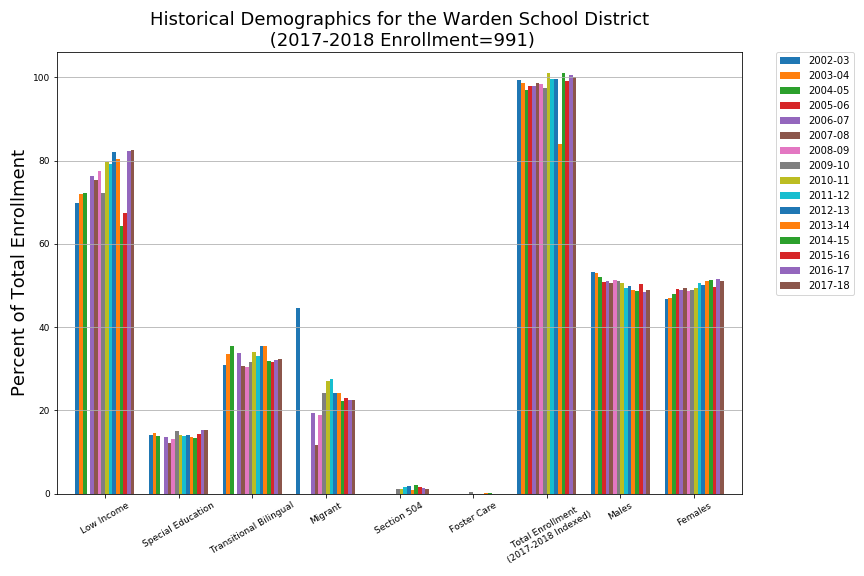 Historical Demographics for the Warden School District
(2017-2018 Enrollment=991)
Percent of Total Enrollment
100
80
60
40
20
0
Low Income
Special Education
Transitional Bilingual
Migrant
Section 504
Foster Care
Total Enrollment
(2017-2018 Indexed)
Males
Females
2002-03
2003-04
2004-05
2005-06
2006-07
2007-08
2008-09
2009-10
2010-11
2011-12
2012-13
2013-14
2014-15
2015-16
2016-17
2017-18